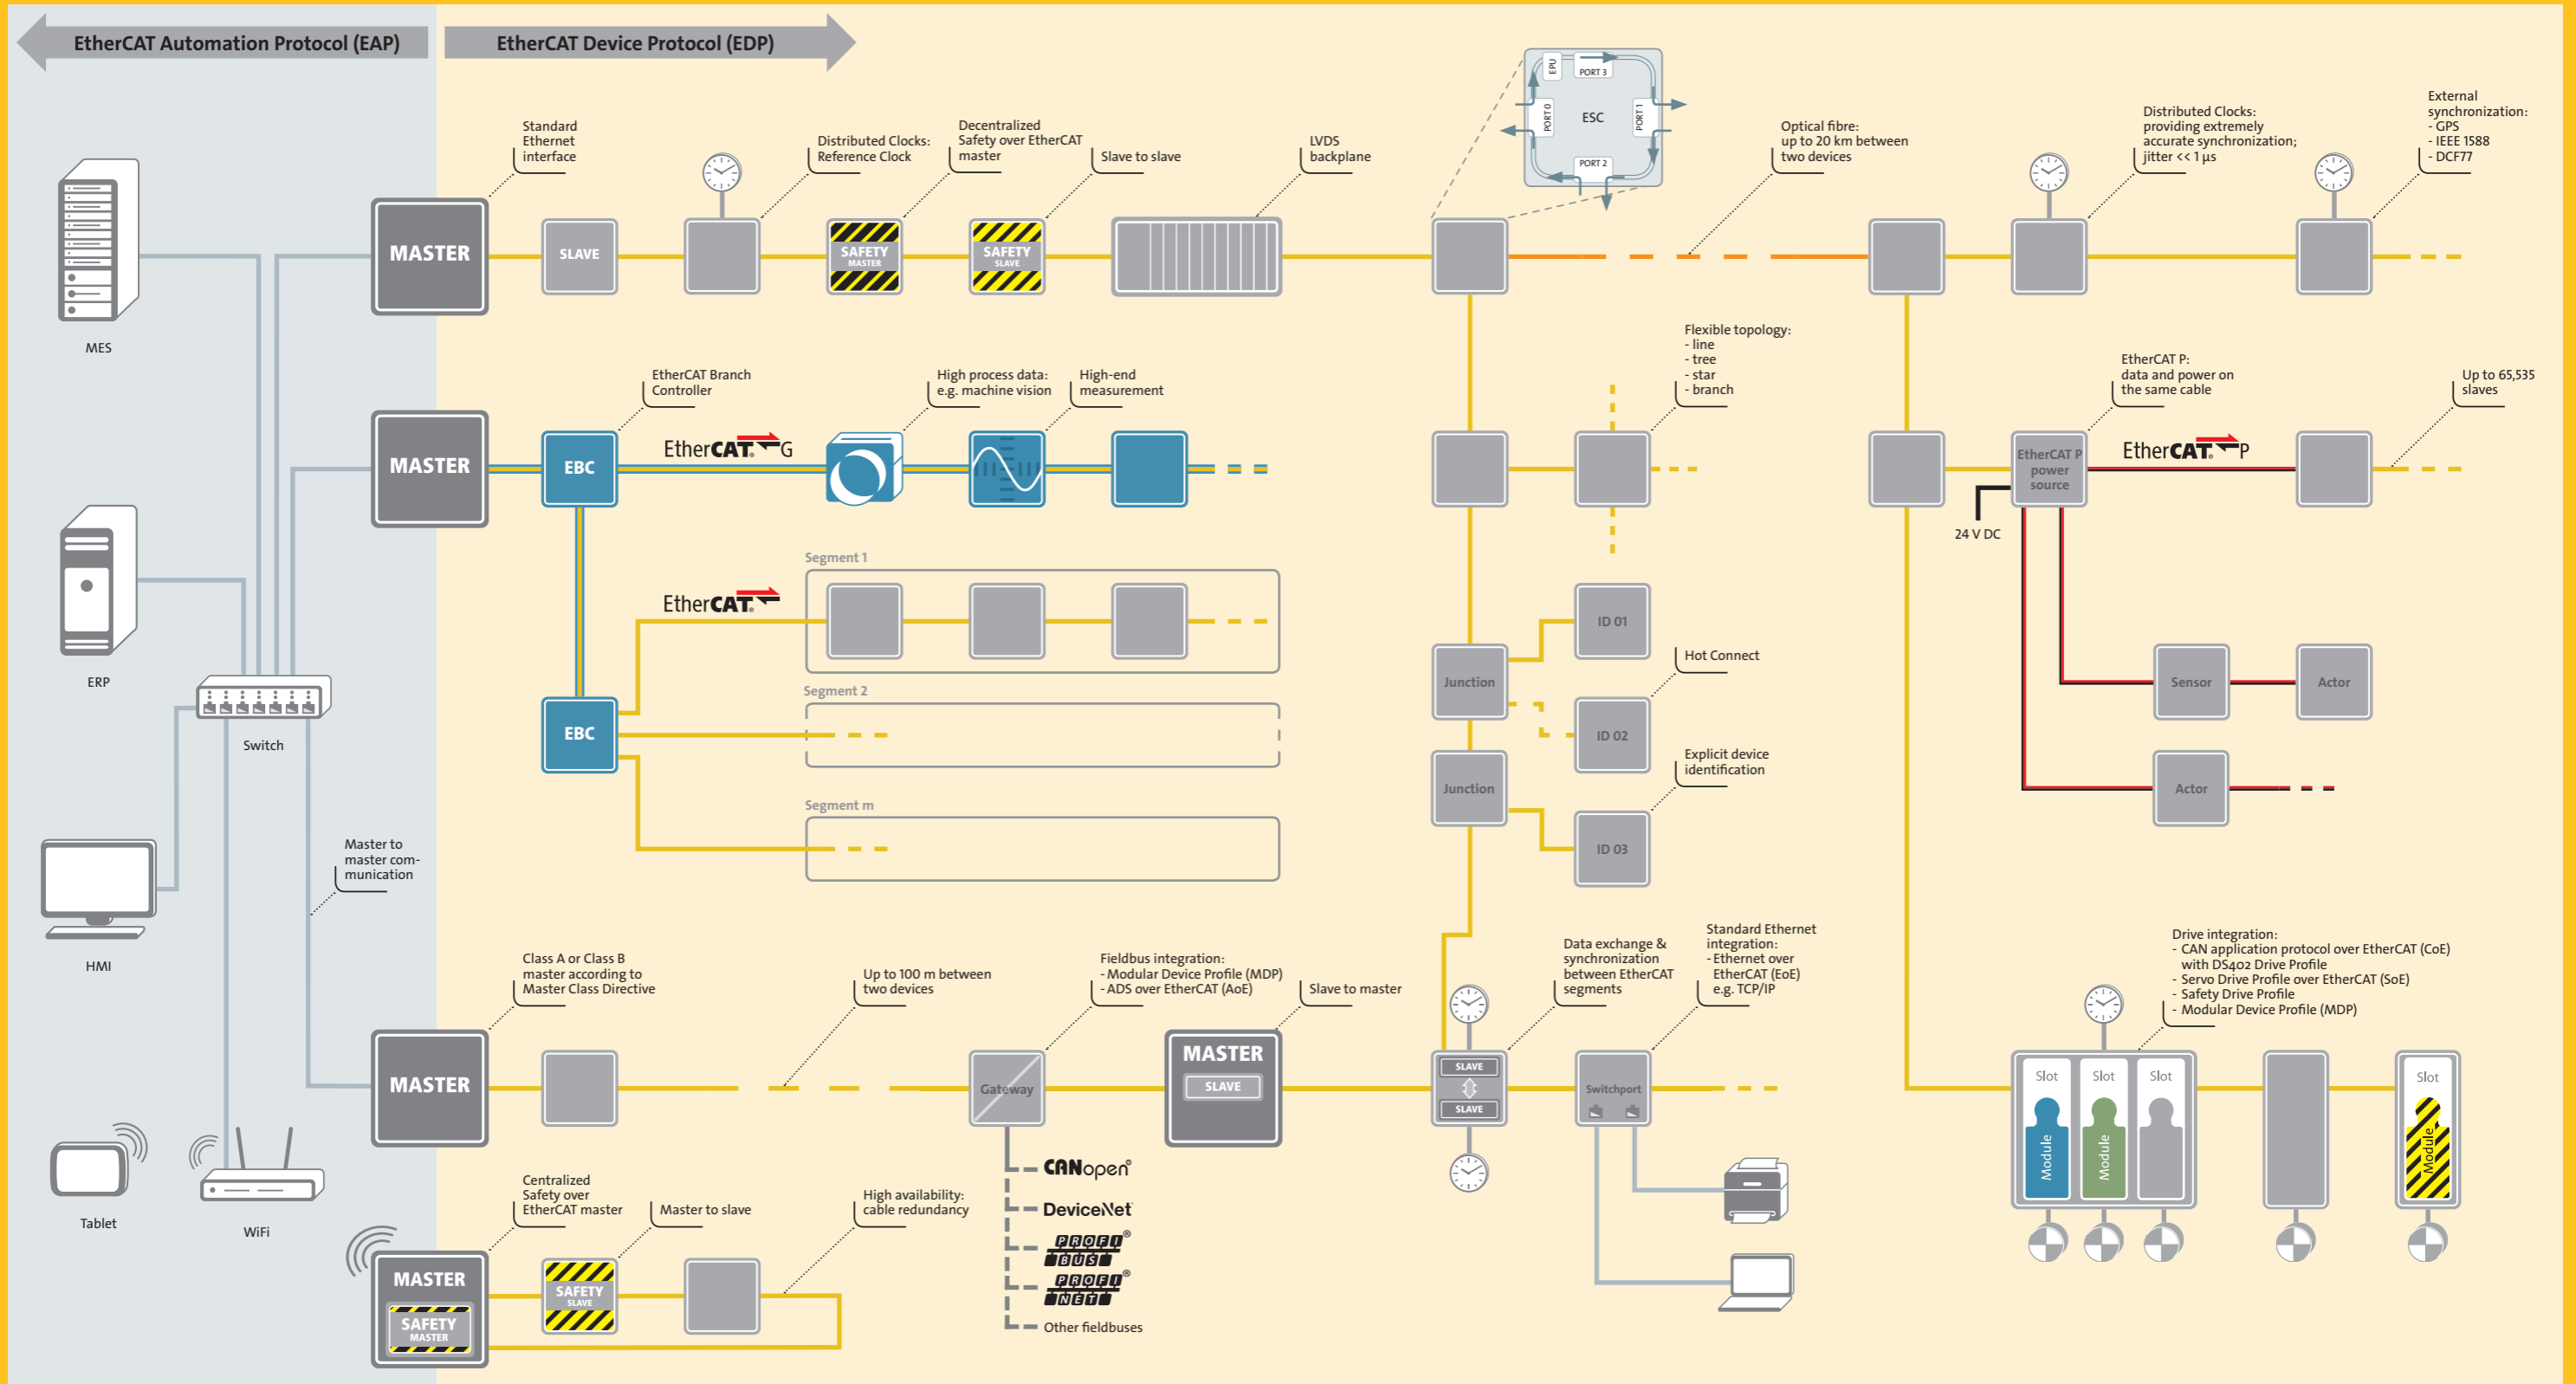 EtherCAT Automation Protocol (EAP)
EtherCAT Device Protocol (EDP)
EPU
PORT 3
PORT 0
ESC
PORT 1
PORT 2
Standard
Ethernet
interface
Distributed Clocks:
Reference Clock
Decentralized
Safety over EtherCAT
master
Slave to slave
LVDS
backplane
Optical fibre:
up to 20 km between
two devices
Distributed Clocks:
providing extremely
accurate synchronization;
jitter << 1 µs
External
synchronization:
- GPS
- IEEE 1588
- DCF77
MASTER
SLAVE
SAFETY
MASTER
SAFETY
SLAVE
MES
EtherCAT Branch
Controller
High process data:
e.g. machine vision
High-end
measurement
Flexible topology:
- line
- tree
- star
- branch
EtherCAT P:
data and power on
the same cable
Up to 65,535
slaves
MASTER
EBC
EtherCAT® G
EtherCAT P
power
source
EtherCAT® P
24 V DC
Segment 1
EtherCAT®
ERP
Segment 2
EBC
Segment m
Switch
Junction
ID 01
Hot Connect
ID 02
Junction
Explicit device
identification
ID 03
Sensor
Actor
Actor
Master to
master com-
munication
HMI
Class A or Class B
master according to
Master Class Directive
Up to 100 m between
two devices
Fieldbus integration:
- Modular Device Profile (MDP)
- ADS over EtherCAT (AoE)
Slave to master
Data exchange &
synchronization
between EtherCAT
segments
Standard Ethernet
integration:
- Ethernet over
EtherCAT (EoE)
e.g. TCP/IP
Drive integration:
- CAN application protocol over EtherCAT (CoE)
with DS402 Drive Profile
- Servo Drive Profile over EtherCAT (SoE)
- Safety Drive Profile
- Modular Device Profile (MDP)
MASTER
Gateway
MASTER
SLAVE
SLAVE
SLAVE
Switchport
Slot
Module
Slot
Module
Slot
Slot
Module
CANopen®
DeviceNet
PROFI®
BUS
PROFI®
NET
Other fieldbuses
Tablet
WiFi
Centralized
Safety over
EtherCAT master
Master to slave
High availability:
cable redundancy
MASTER
SAFETY
MASTER
SAFETY
SLAVE